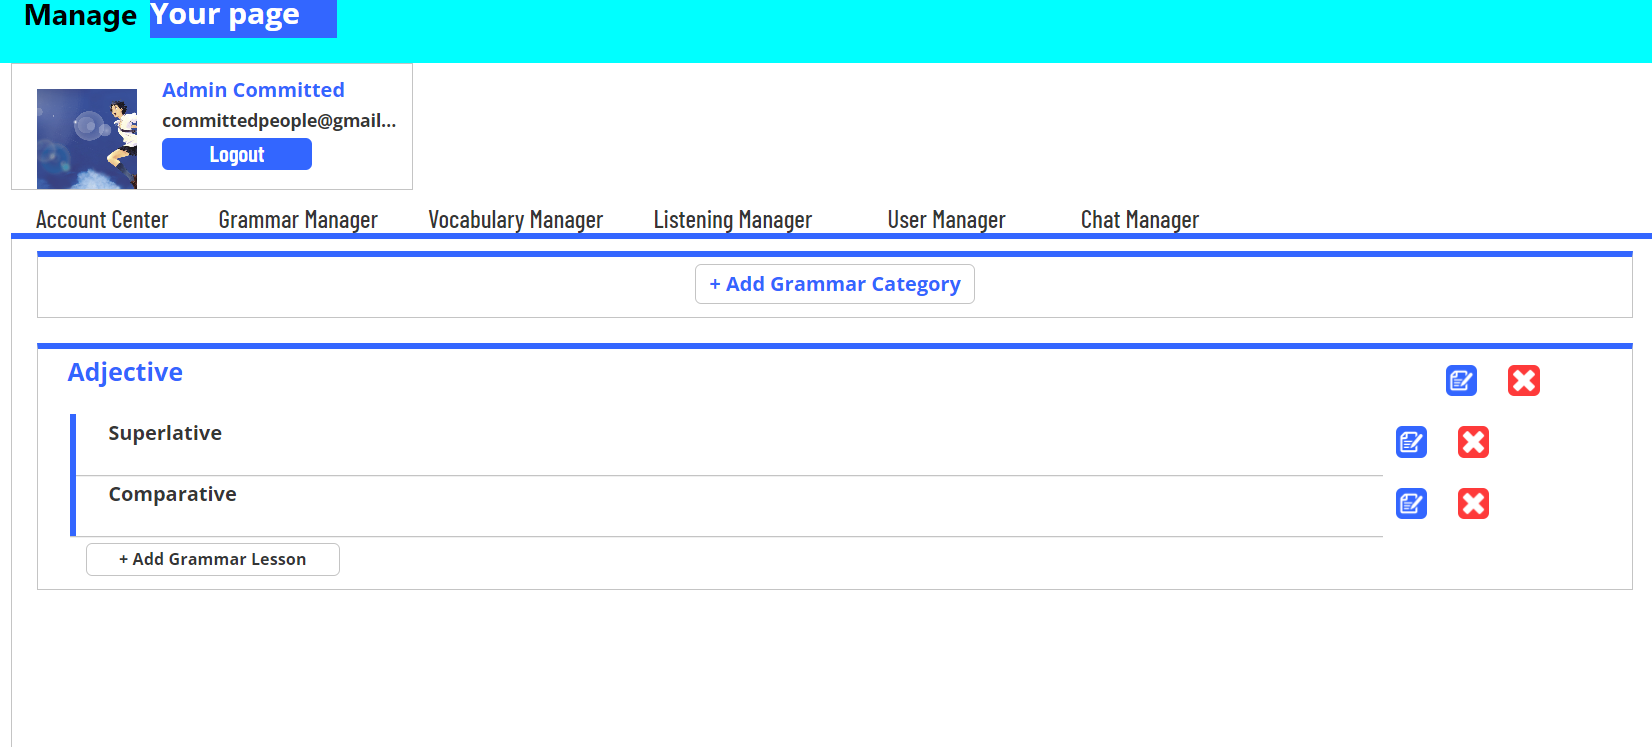 Manage Your page
Admin Committed
committedpeople@gmail...
Logout
Account Center Grammar Manager Vocabulary Manager Listening Manager User Manager Chat Manager
+ Add Grammar Category
Adjective
Superlative
Comparative
+ Add Grammar Lesson